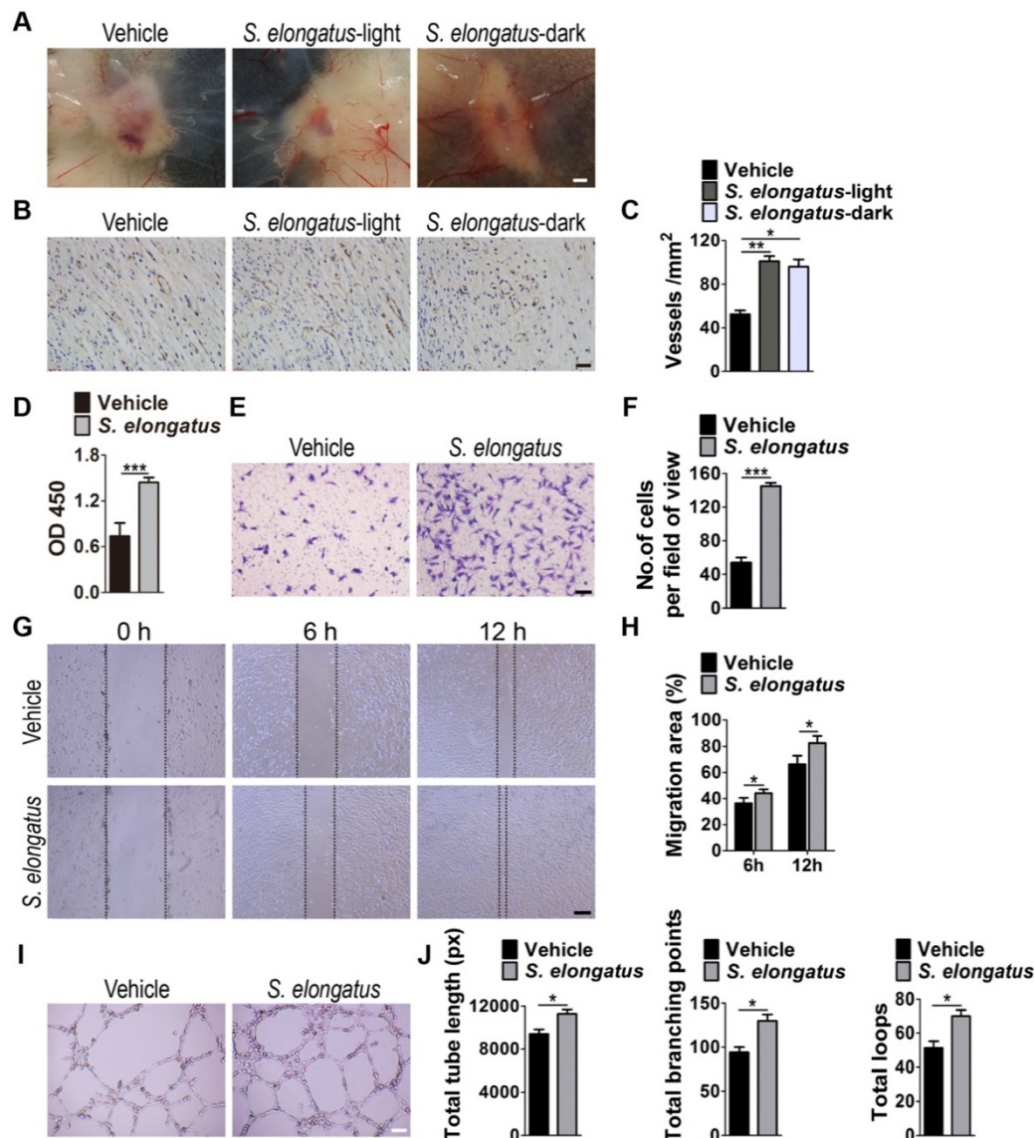 A
Vehicle
S. elongatus-light
S. elongatus-dark
B
Vehicle
S. elongatus-light
S. elongatus-dark
C
Vehicle
S. elongatus-light
S. elongatus-dark
Vessels /mm²
120
80
40
0
**
*
D
Vehicle
S. elongatus
OD 450
1.8
1.2
0.6
0.0
***
E
Vehicle
S. elongatus
F
Vehicle
S. elongatus
No.of cells
per field of view
160
120
80
40
0
***
G
0 h
6 h
12 h
Vehicle
S. elongatus
H
Vehicle
S. elongatus
Migration area (%)
100
80
60
40
20
0
*
*
6h
12h
I
Vehicle
S. elongatus
J
Vehicle
S. elongatus
Total tube length (px)
12000
8000
4000
0
*
Vehicle
S. elongatus
Total branching points
150
100
50
0
*
Vehicle
S. elongatus
Total loops
80
60
40
20
0
*